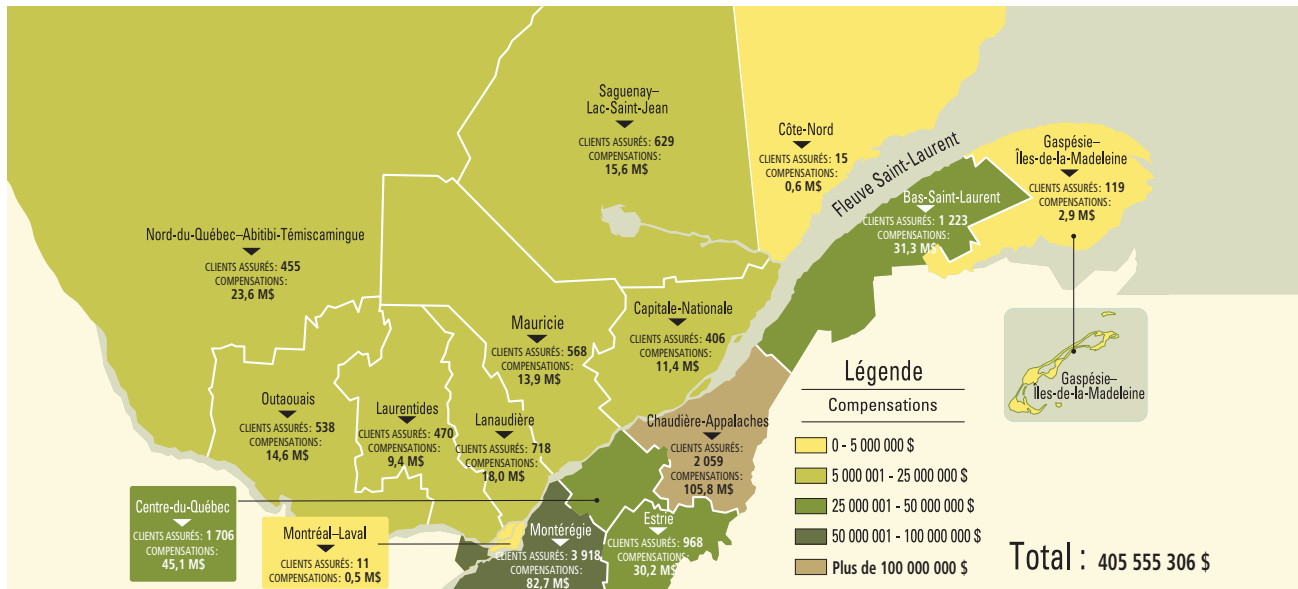 Saguenay–
Lac-Saint-Jean
CLIENTS ASSURÉS: 629
COMPENSATIONS:
15,6 M$
Côte-Nord
CLIENTS ASSURÉS: 15
COMPENSATIONS:
0,6 M$
Fleuve Saint-Laurent
Gaspésie–
Îles-de-la-Madeleine
CLIENTS ASSURÉS: 119
COMPENSATIONS:
2,9 M$
Bas-Saint-Laurent
CLIENTS ASSURÉS: 1 223
COMPENSATIONS:
31,3 M$
Nord-du-Québec–Abitibi-Témiscamingue
CLIENTS ASSURÉS: 455
COMPENSATIONS:
23,6 M$
Mauricie
CLIENTS ASSURÉS: 568
COMPENSATIONS:
13,9 M$
Capitale-Nationale
CLIENTS ASSURÉS: 406
COMPENSATIONS:
11,4 M$
Outaouais
CLIENTS ASSURÉS: 538
COMPENSATIONS:
14,6 M$
Laurentides
CLIENTS ASSURÉS: 470
COMPENSATIONS:
9,4 M$
Lanaudière
CLIENTS ASSURÉS: 718
COMPENSATIONS:
18,0 M$
Chaudière-Appalaches
CLIENTS ASSURÉS:
2 059
COMPENSATIONS:
105,8 M$
Gaspésie–
Îles-de-la-Madeleine
Centre-du-Québec
CLIENTS ASSURÉS: 1 706
COMPENSATIONS:
45,1 M$
Montréal–Laval
CLIENTS ASSURÉS: 11
COMPENSATIONS: 0,5 M$
Montérégie
CLIENTS ASSURÉS: 3 918
COMPENSATIONS:
82,7 M$
Estrie
CLIENTS ASSURÉS: 968
COMPENSATIONS:
30,2 M$
Légende
Compensations
0 - 5 000 000 $
5 000 001 - 25 000 000 $
25 000 001 - 50 000 000 $
50 000 001 - 100 000 000 $
Plus de 100 000 000 $
Total : 405 555 306 $